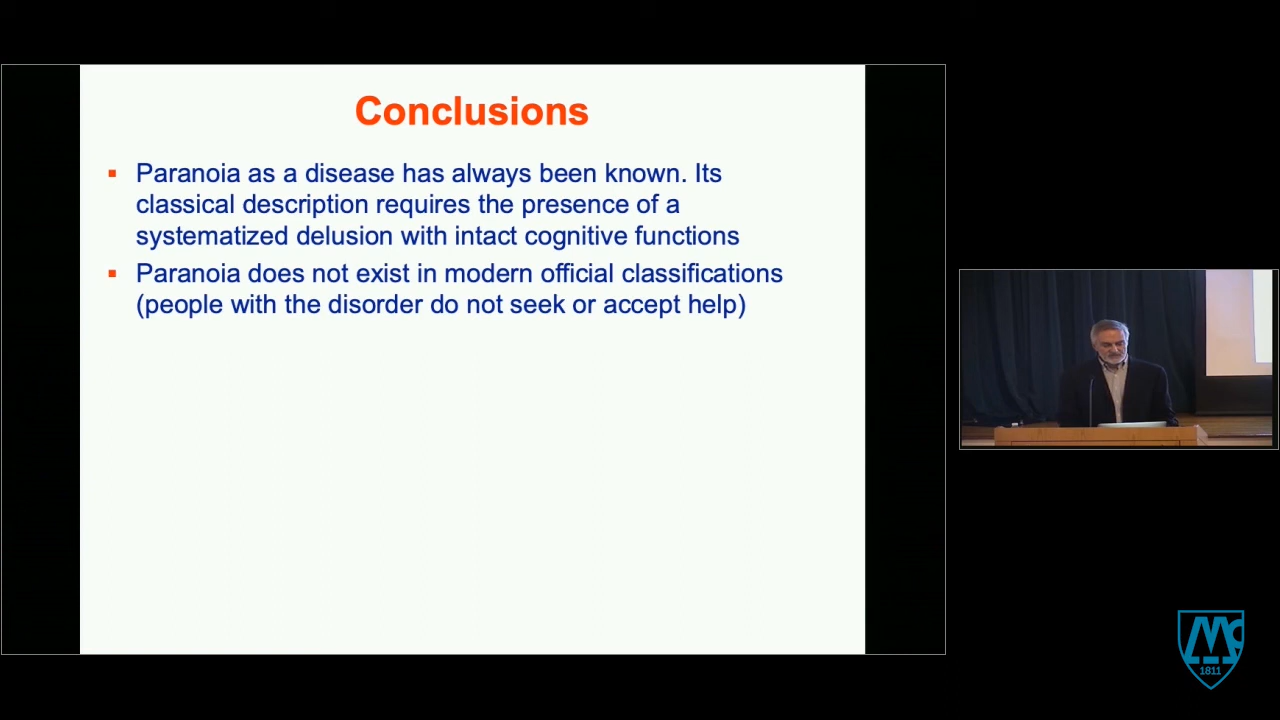 Conclusions
▪ Paranoia as a disease has always been known. Its
classical description requires the presence of a
systematized delusion with intact cognitive functions
▪ Paranoia does not exist in modern official classifications
(people with the disorder do not seek or accept help)
Mc
1811